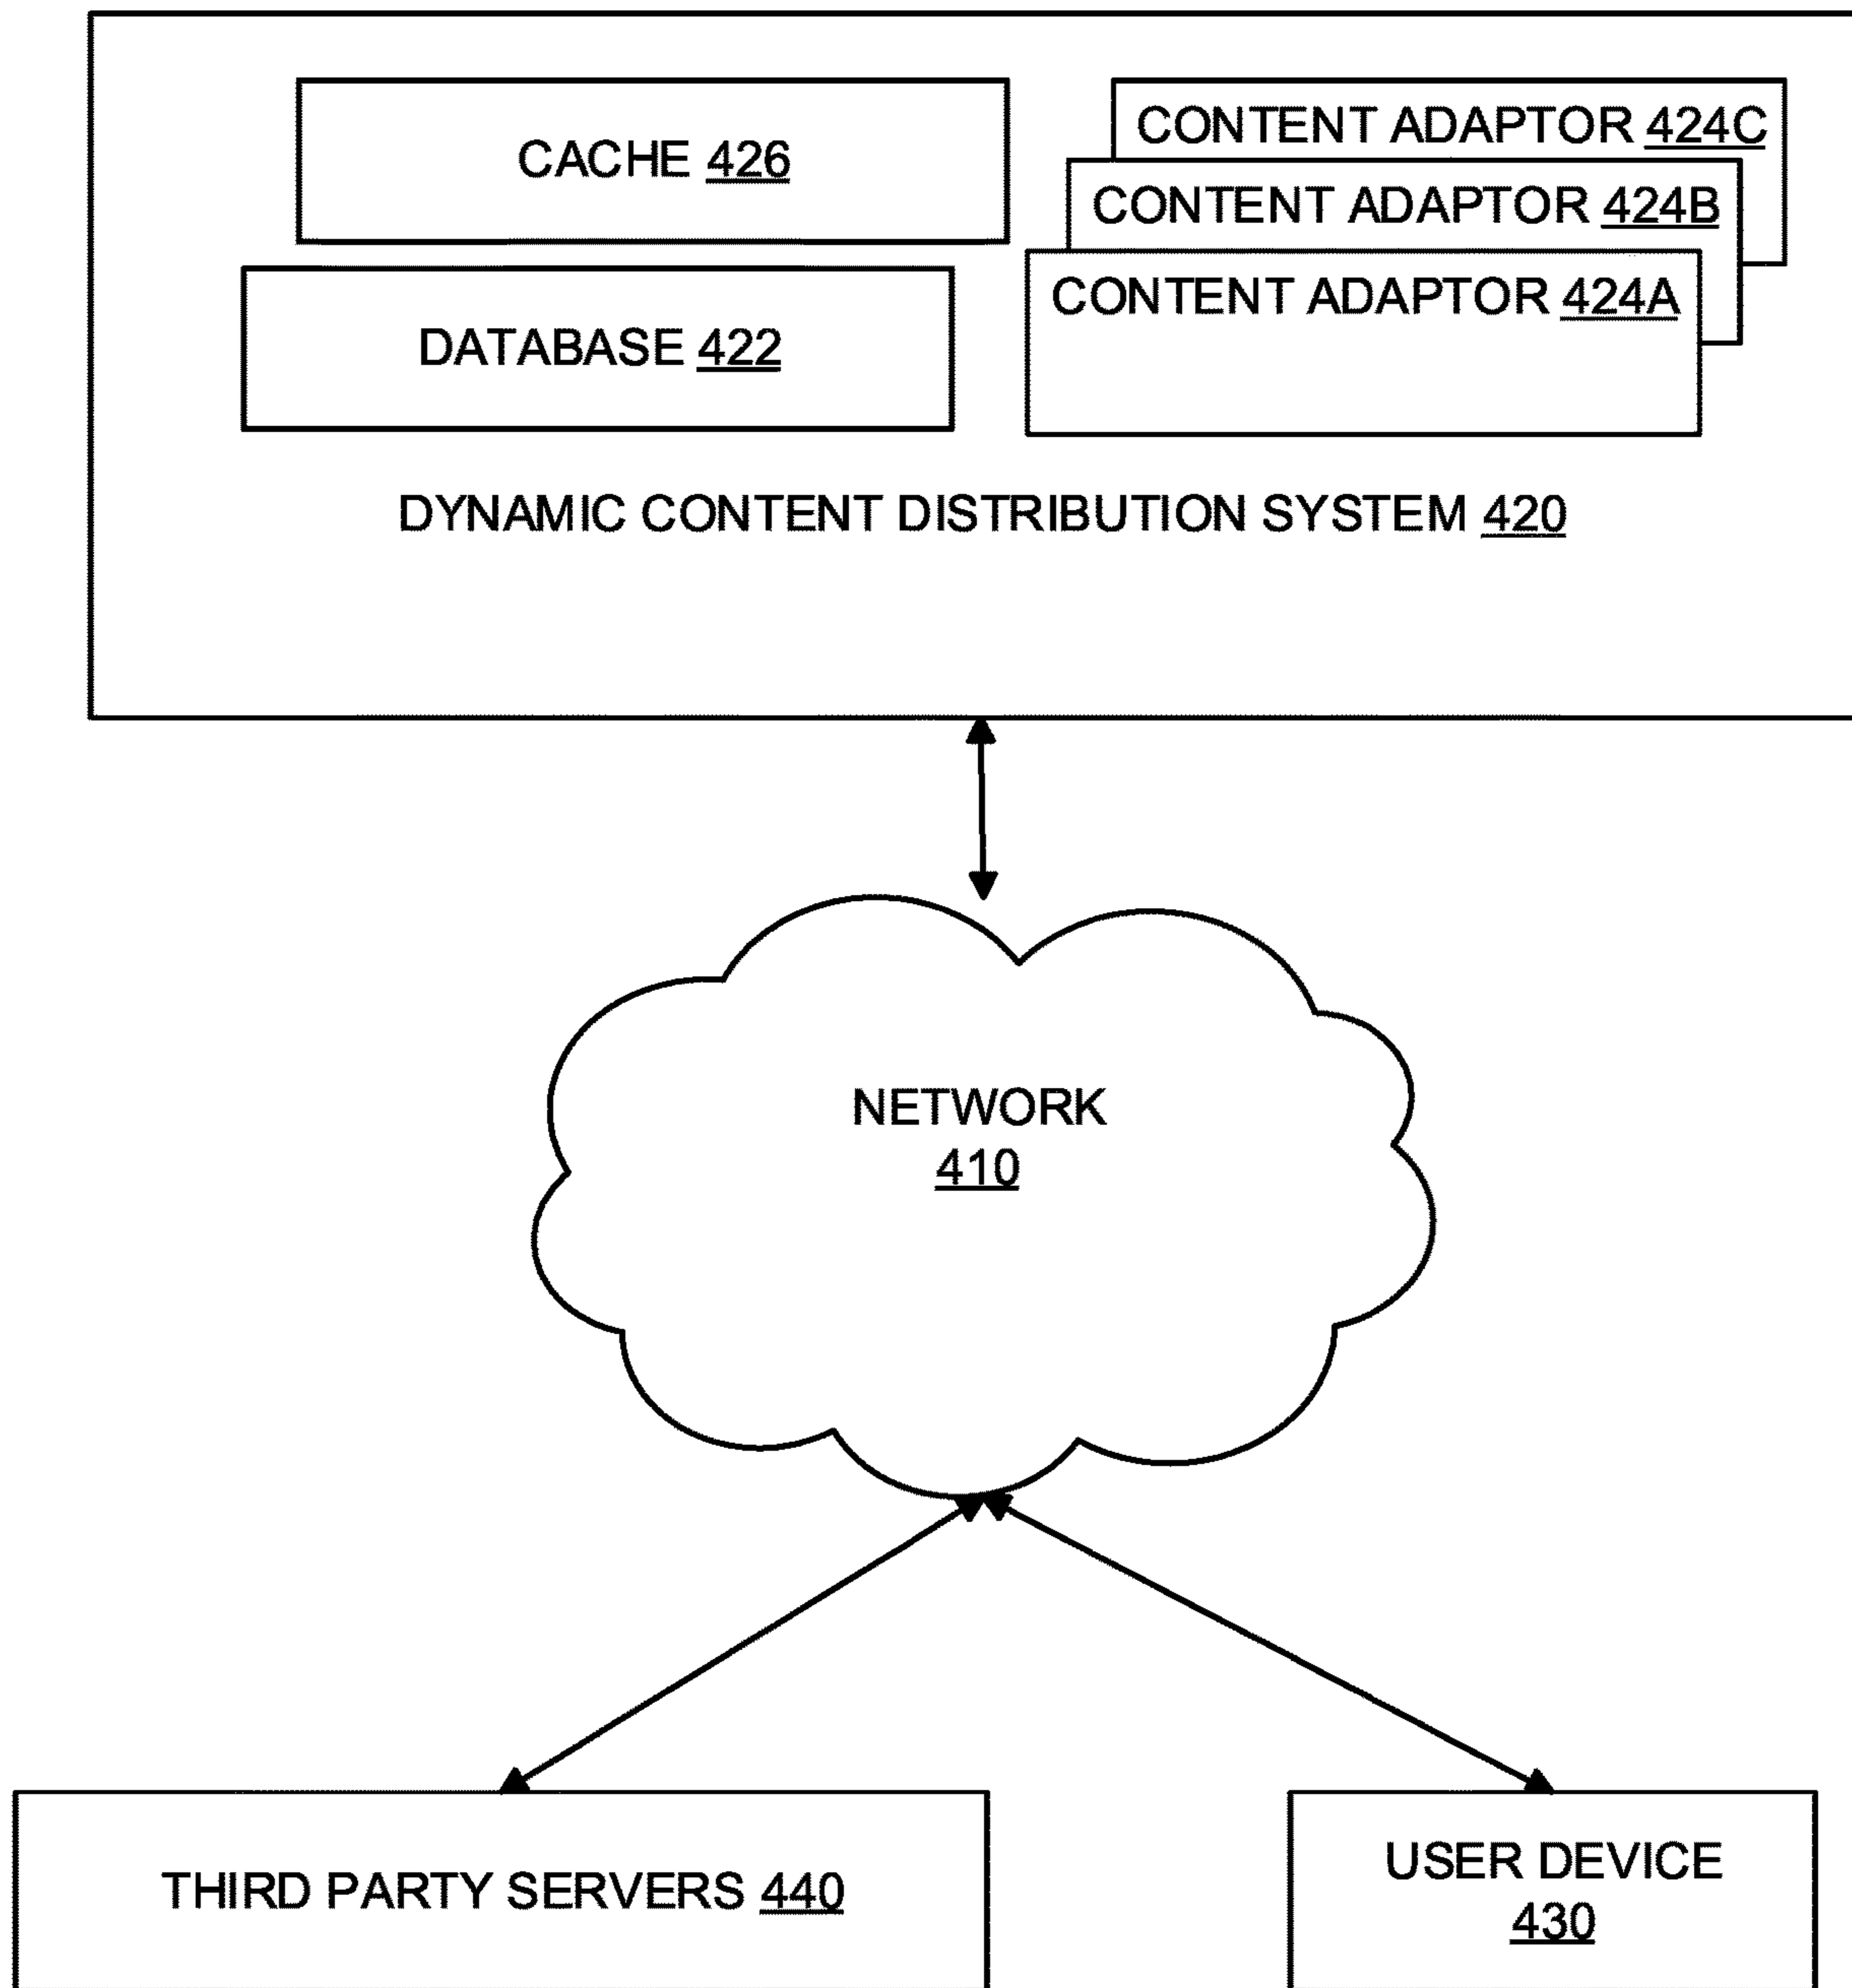 CACHE 426
CONTENT ADAPTOR 424C
CONTENT ADAPTOR 424B
CONTENT ADAPTOR 424A
DATABASE 422
DYNAMIC CONTENT DISTRIBUTION SYSTEM 420
NETWORK
410
THIRD PARTY SERVERS 440
USER DEVICE
430